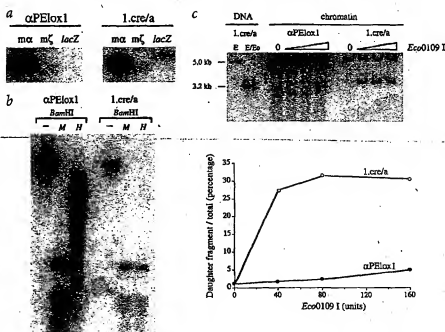 a
αPElox1 1.cre/a
mα mζ lacZ mα mζ lacZ
b
αPElox1 1.cre/a
BamHI BamHI
– M H – M H
c
DNA chromatin
1.cre/a αPElox1 1.cre/a
E E/Eo 0 0 Eco0109 I
5.0 kb
3.2 kb
Daughter fragment / total (percentage)
35
30
25
20
15
10
5
0
1.cre/a
αPElox1
0 40 80 120 160
Eco0109 I (units)